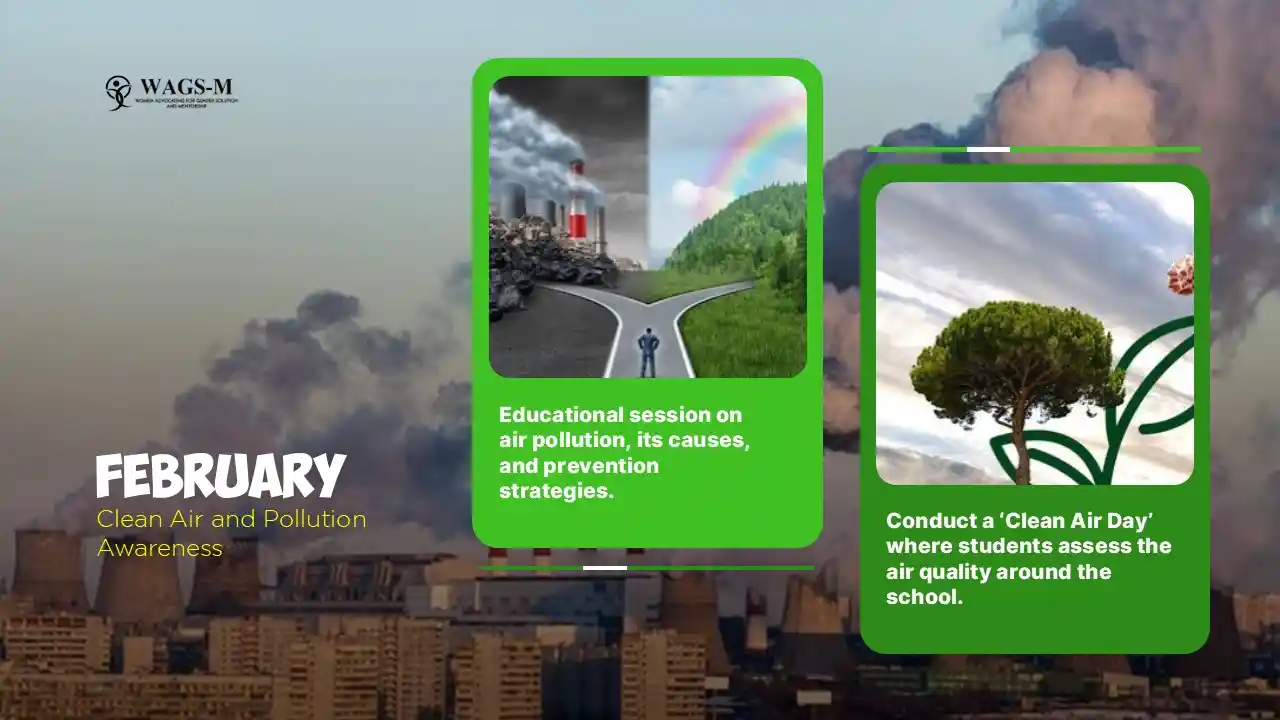 WAGS-M
WOMEN ADVOCATING FOR GENDER SOLUTION
AND MENTORSHIP
FEBRUARY
Clean Air and Pollution
Awareness
Educational session on
air pollution, its causes,
and prevention
strategies.
Conduct a ‘Clean Air Day’
where students assess the
air quality around the
school.